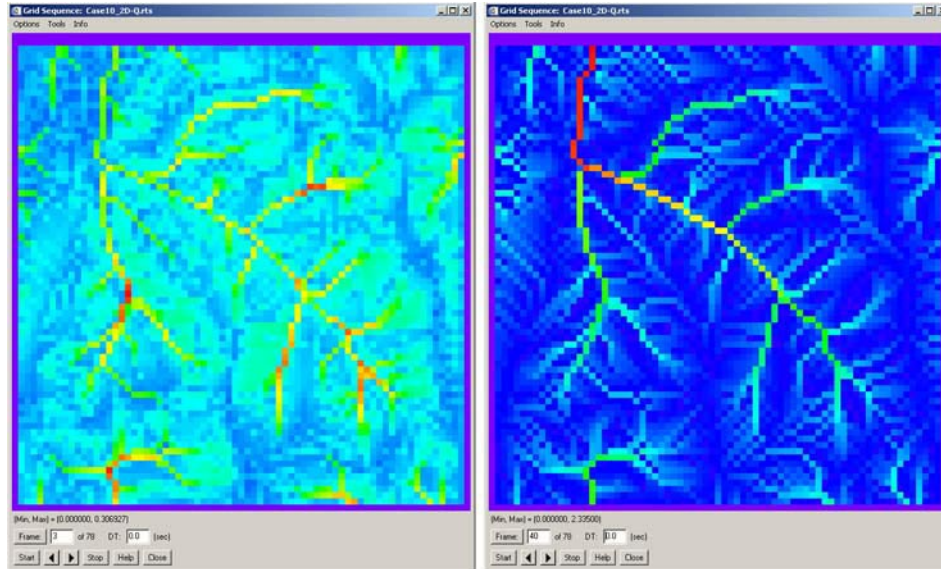 Grid Sequence: Case10_2D-Q.rts
Options Tools Info
(Min, Max) = (0.000000, 0.306927)
Frame: 3 of 78 DT: 0.0 (sec)
Start Stop Help Close
Grid Sequence: Case10_2D-Q.rts
Options Tools Info
(Min, Max) = (0.000000, 2.33500)
Frame: 40 of 78 DT: 0.0 (sec)
Start Stop Help Close